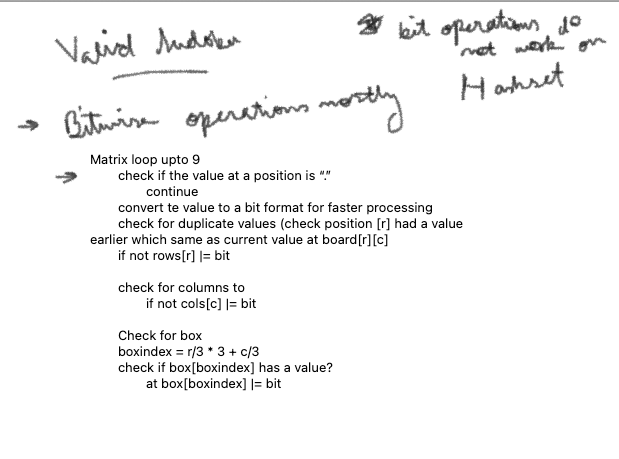 Valid Sudoku
* bit operations do
not work on
Hashset
→ Bitwise operations mostly
Matrix loop upto 9
→ check if the value at a position is "."
continue
convert te value to a bit format for faster processing
check for duplicate values (check position [r] had a value
earlier which same as current value at board[r][c]
if not rows[r] |= bit
check for columns to
if not cols[c] |= bit
Check for box
boxindex = r/3 * 3 + c/3
check if box[boxindex] has a value?
at box[boxindex] |= bit